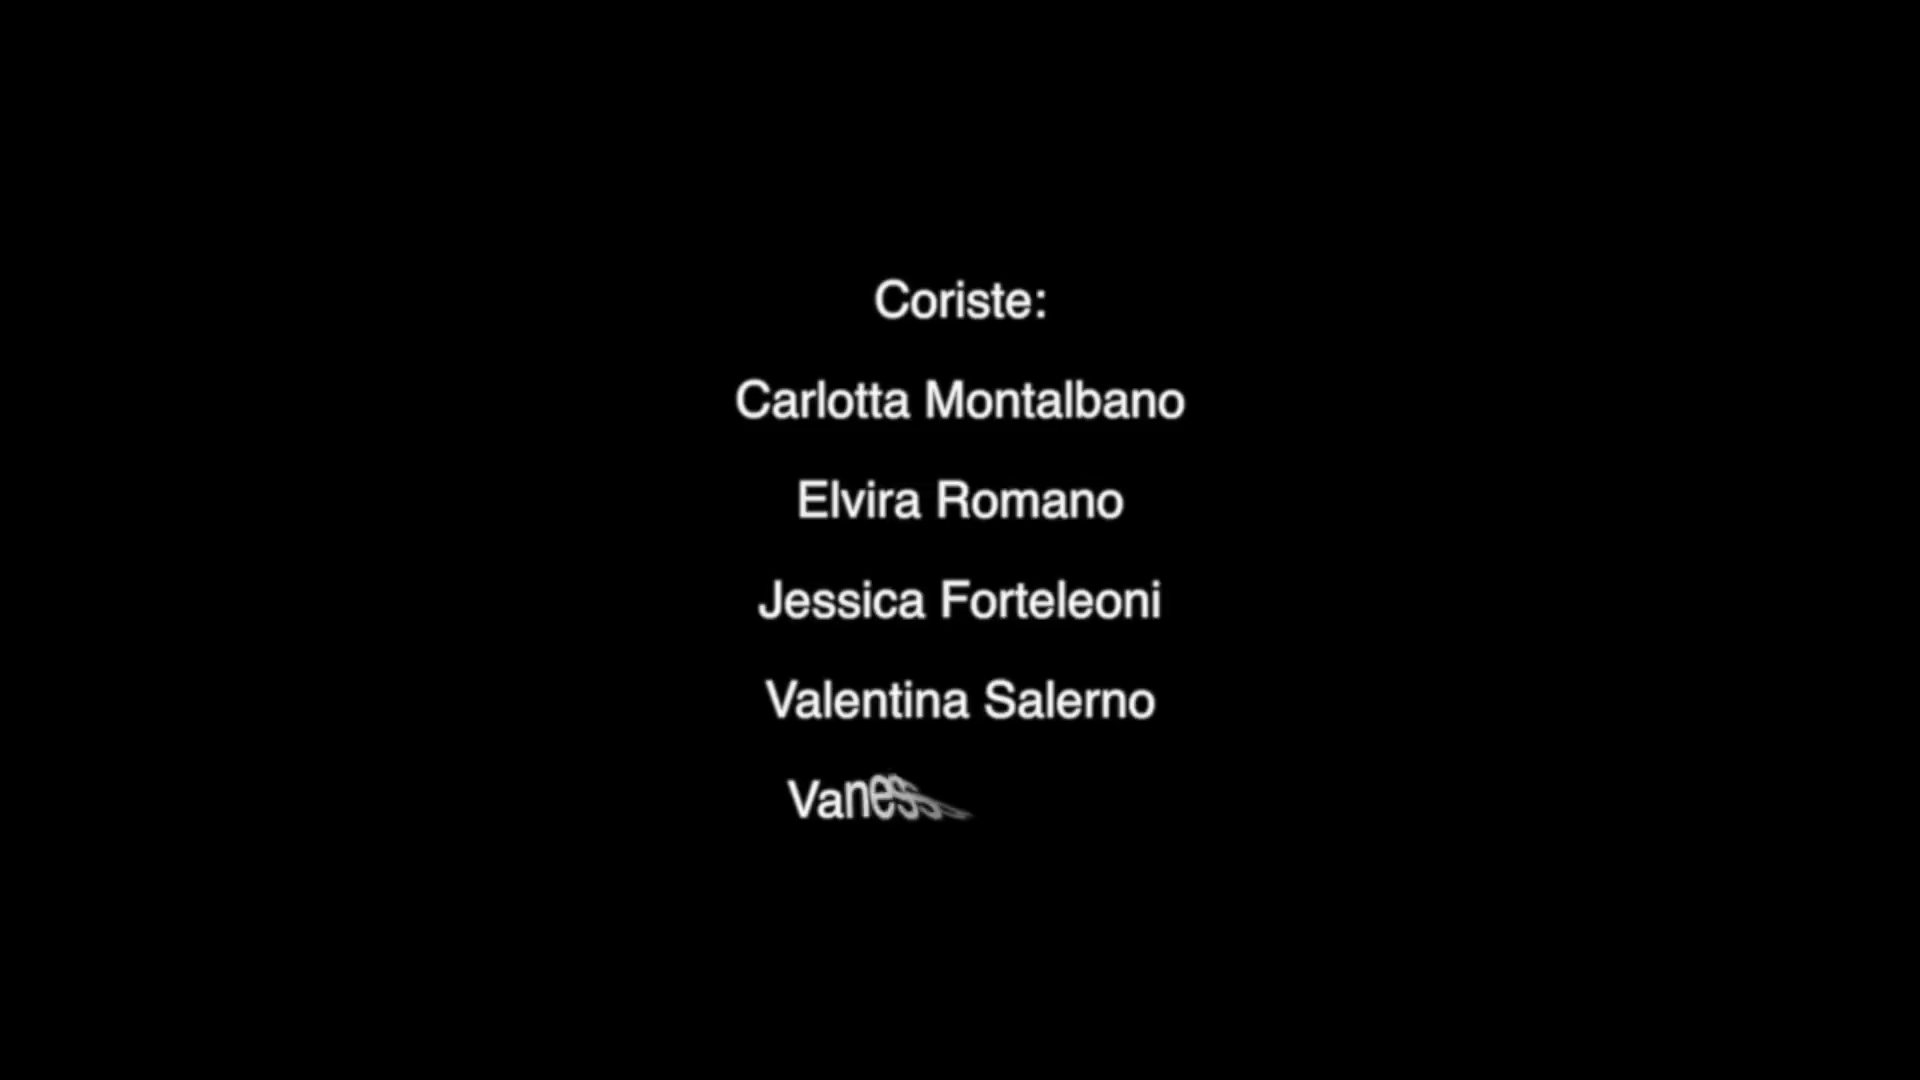 Coriste:
Carlotta Montalbano
Elvira Romano
Jessica Forteleoni
Valentina Salerno